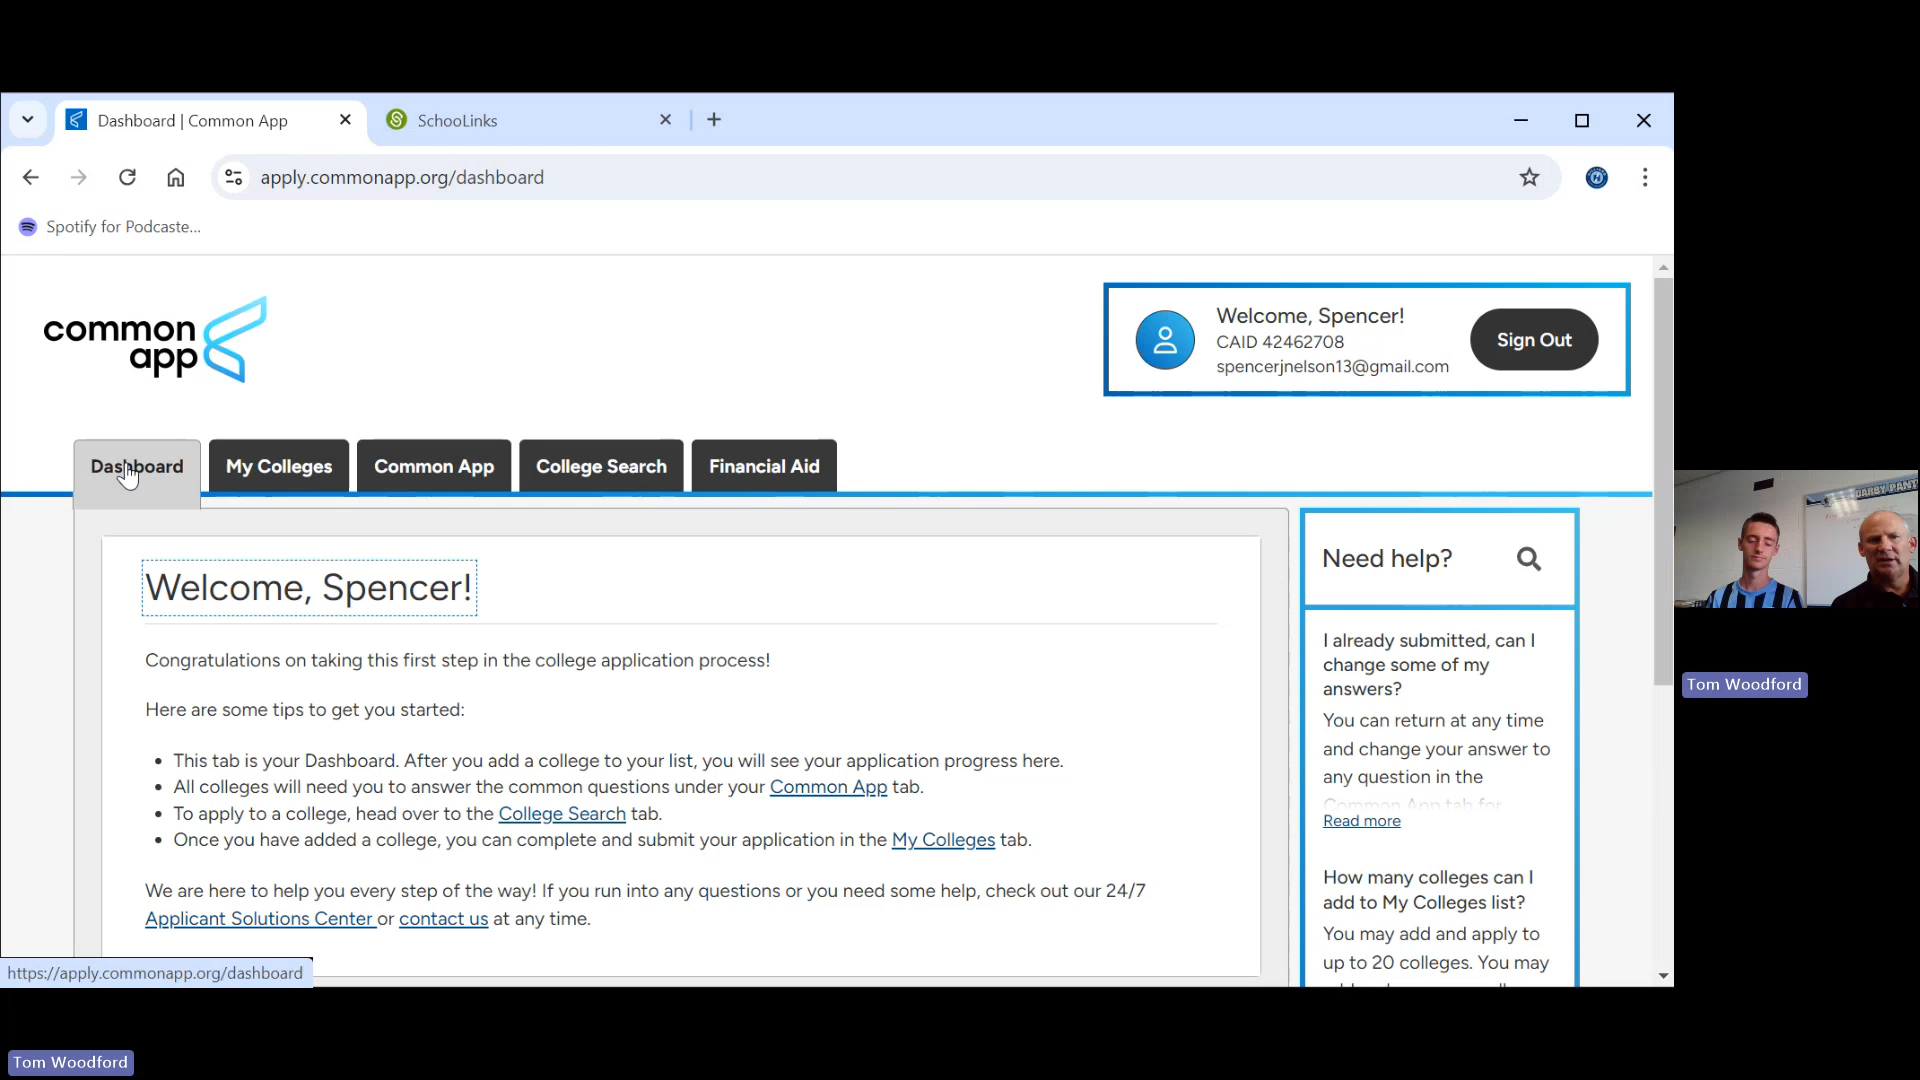 Dashboard | Common App
SchooLinks
apply.commonapp.org/dashboard
Spotify for Podcaste...
common
app
Welcome, Spencer!
CAID 42462708
spencerjnelson13@gmail.com
Sign Out
Dashboard
My Colleges
Common App
College Search
Financial Aid
Welcome, Spencer!
Congratulations on taking this first step in the college application process!
Here are some tips to get you started:
This tab is your Dashboard. After you add a college to your list, you will see your application progress here.
All colleges will need you to answer the common questions under your Common App tab.
To apply to a college, head over to the College Search tab.
Once you have added a college, you can complete and submit your application in the My Colleges tab.
We are here to help you every step of the way! If you run into any questions or you need some help, check out our 24/7
Applicant Solutions Center or contact us at any time.
Need help?
I already submitted, can I
change some of my
answers?
You can return at any time
and change your answer to
any question in the
Common App tab for
Read more
How many colleges can I
add to My Colleges list?
You may add and apply to
up to 20 colleges. You may
https://apply.commonapp.org/dashboard
DARBY PANT
Tom Woodford
Tom Woodford